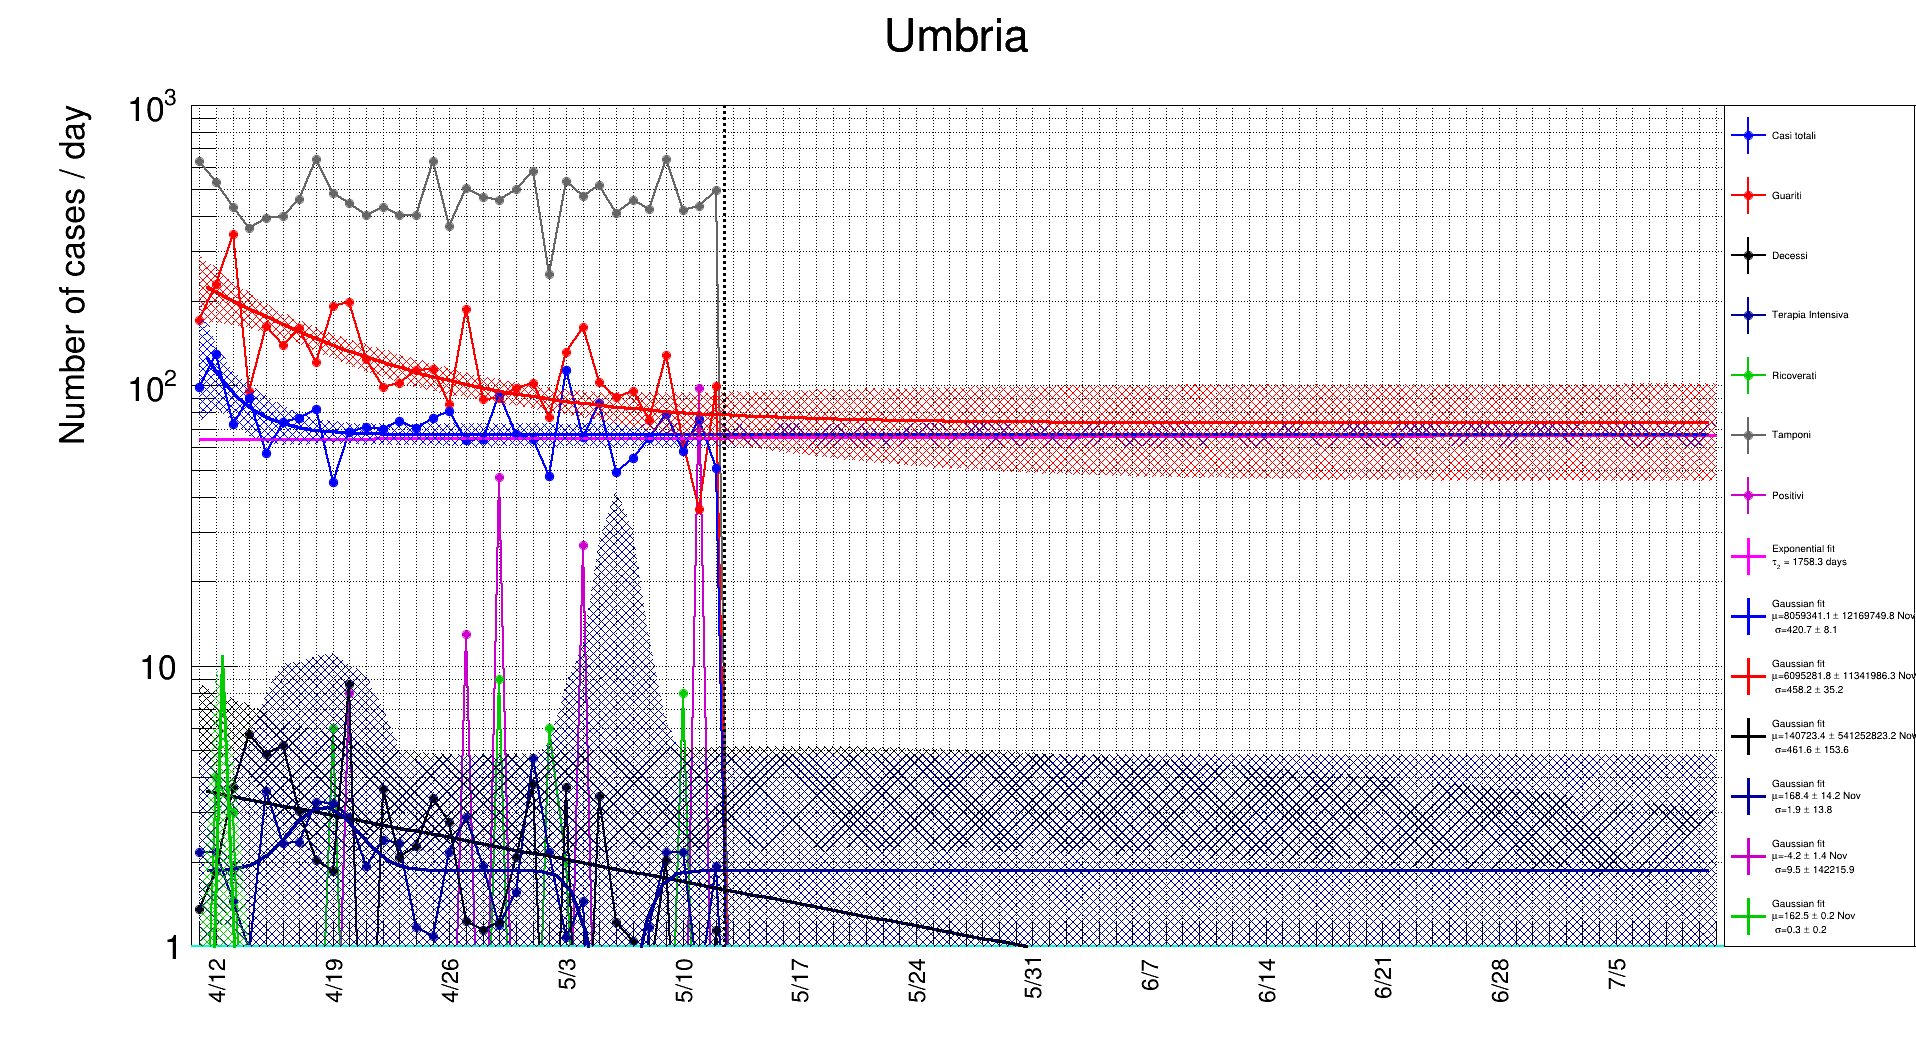 Umbria
Number of cases / day
10³
10²
10
1
4/12
4/19
4/26
5/3
5/10
5/17
5/24
5/31
6/7
6/14
6/21
6/28
7/5
Casi totali
Guariti
Decessi
Terapia Intensiva
Ricoverati
Tamponi
Positivi
Exponential fit
τ₂ = 1758.3 days
Gaussian fit
μ=8059341.1 ± 12169749.8 Nov
σ=420.7 ± 8.1
Gaussian fit
μ=6095281.8 ± 11341986.3 Nov
σ=458.2 ± 35.2
Gaussian fit
μ=140723.4 ± 541252823.2 Nov
σ=461.6 ± 153.6
Gaussian fit
μ=168.4 ± 14.2 Nov
σ=1.9 ± 13.8
Gaussian fit
μ=-4.2 ± 1.4 Nov
σ=9.5 ± 142215.9
Gaussian fit
μ=162.5 ± 0.2 Nov
σ=0.3 ± 0.2